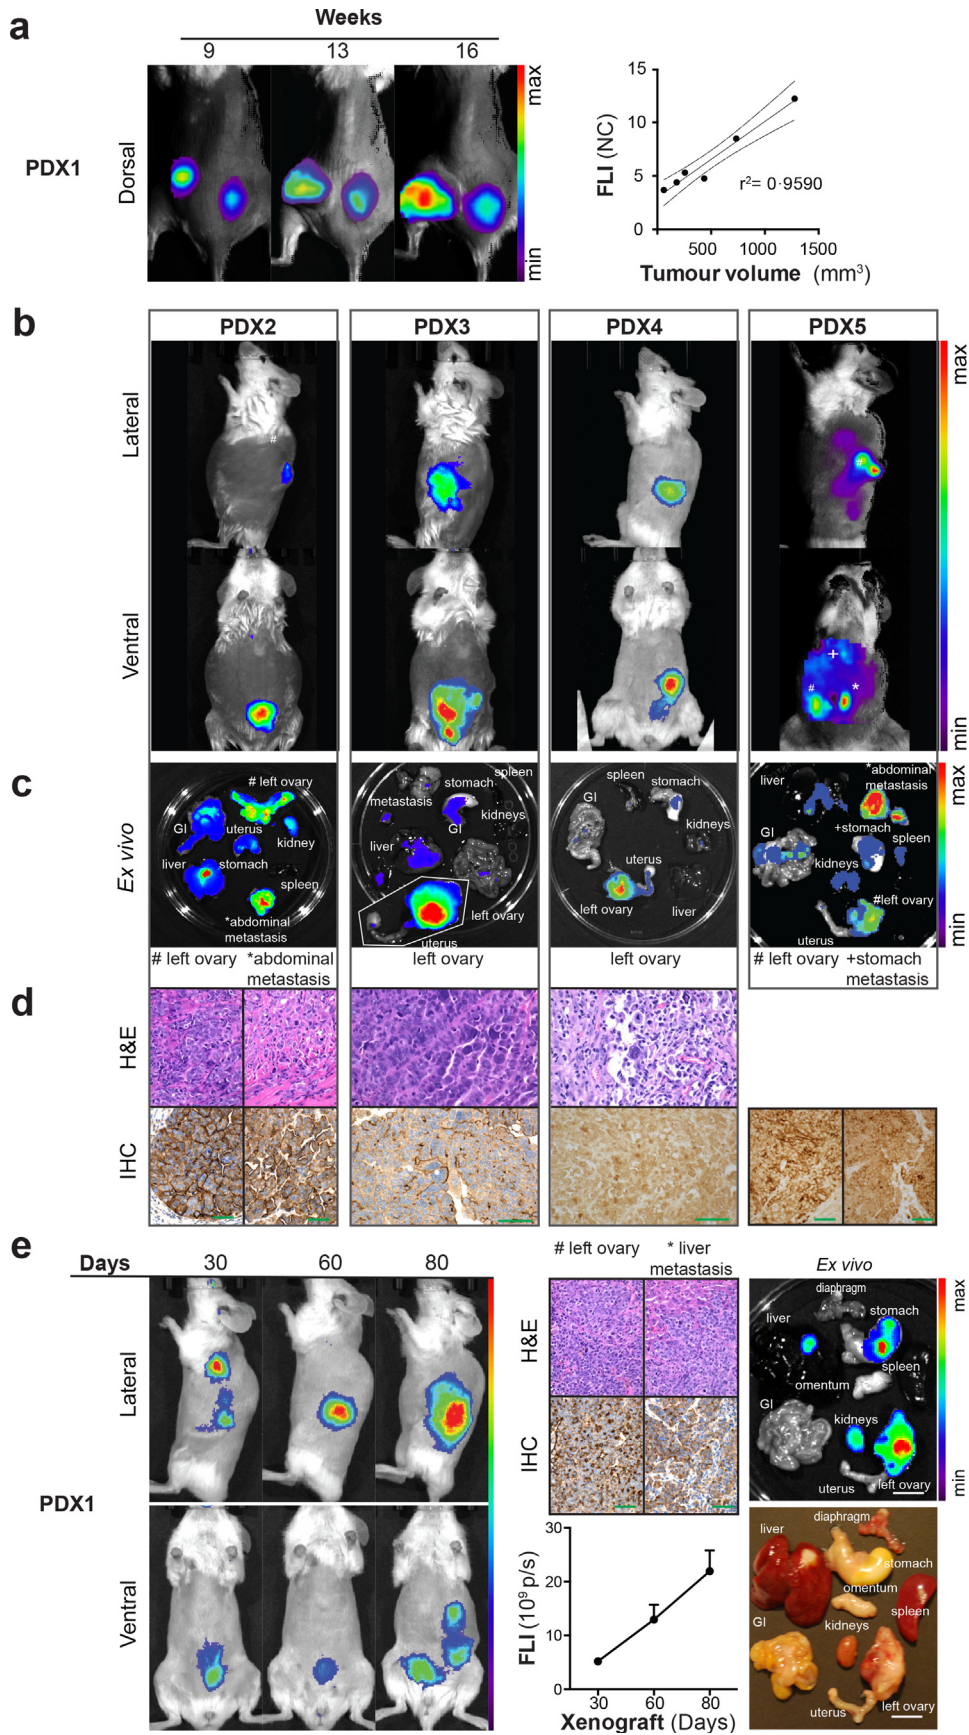 a
Weeks
9 13 16
PDX1
Dorsal
max
min
15
10
5
0
FLI (NC)
r²= 0·9590
500 1000 1500
Tumour volume (mm³)
b
PDX2 PDX3 PDX4 PDX5
Lateral
#
#
max
Ventral
+
# *
min
c
Ex vivo
# left ovary
GI
uterus
kidney
liver
stomach
spleen
*abdominal
metastasis
spleen
stomach
metastasis
kidneys
GI
liver
left ovary
uterus
spleen
stomach
kidneys
GI
uterus
left ovary
liver
*abdominal
metastasis
liver
+stomach
GI
spleen
kidneys
#left ovary
uterus
max
min
# left ovary *abdominal
metastasis
left ovary
left ovary
# left ovary +stomach
metastasis
d
H&E
IHC
e
Days 30 60 80
PDX1
Lateral
Ventral
# left ovary * liver
metastasis
H&E
IHC
Ex vivo
diaphragm
liver
stomach
spleen
omentum
GI
kidneys
uterus
left ovary
max
min
30
20
10
0
FLI (10⁹ p/s)
30 60 80
Xenograft (Days)
diaphragm
liver
stomach
omentum
spleen
GI
kidneys
uterus
left ovary